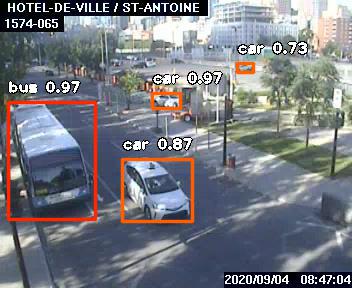 HOTEL-DE-VILLE / ST-ANTOINE
1574-065
car 0.73
car 0.97
bus 0.97
car 0.87
2020/09/04 08:47:04